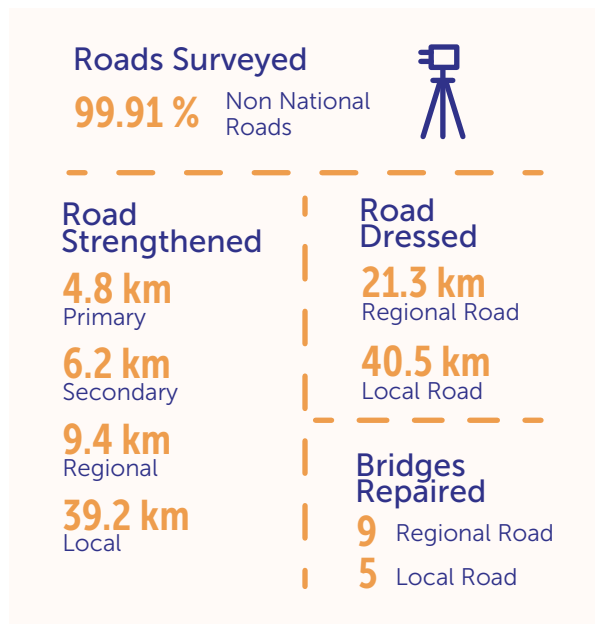 Roads Surveyed
99.91 % Non National
Roads
Road
Strengthened
4.8 km
Primary
6.2 km
Secondary
9.4 km
Regional
39.2 km
Local
Road
Dressed
21.3 km
Regional Road
40.5 km
Local Road
Bridges
Repaired
9 Regional Road
5 Local Road